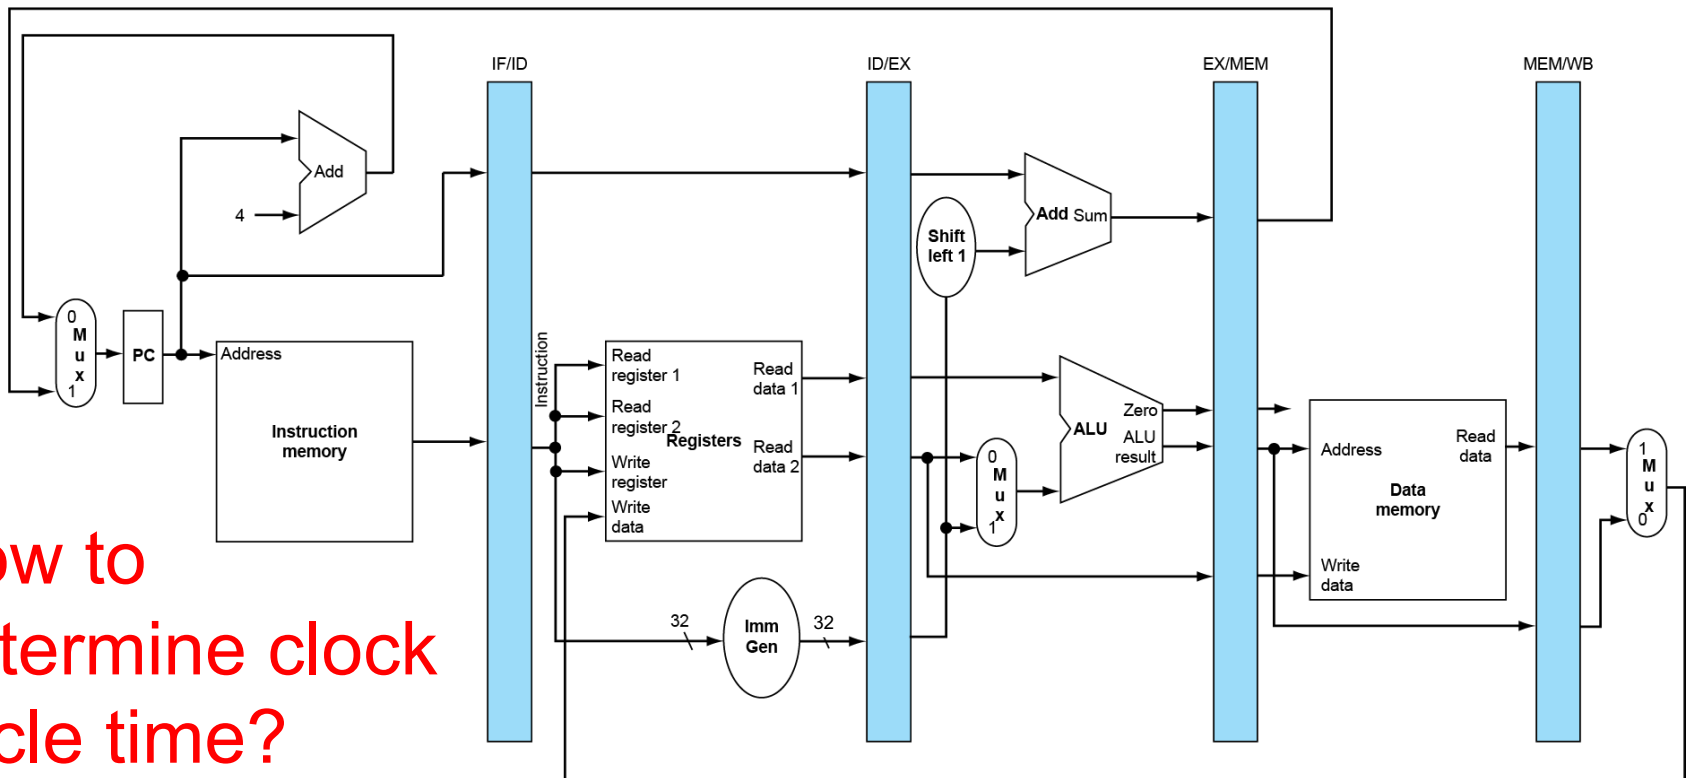 IF/ID
ID/EX
EX/MEM
MEM/WB
Add
4
Add Sum
Shift
left 1
0
M
u
x
1
PC
Address
Instruction
memory
Instruction
Read
register 1
Read
register 2
Registers
Write
register
Write
data
Read
data 1
Read
data 2
0
M
u
x
1
Zero
ALU
ALU
result
Address
Read
data
Data
memory
Write
data
1
M
u
x
0
32
Imm
Gen
32
ow to
termine clock
cle time?